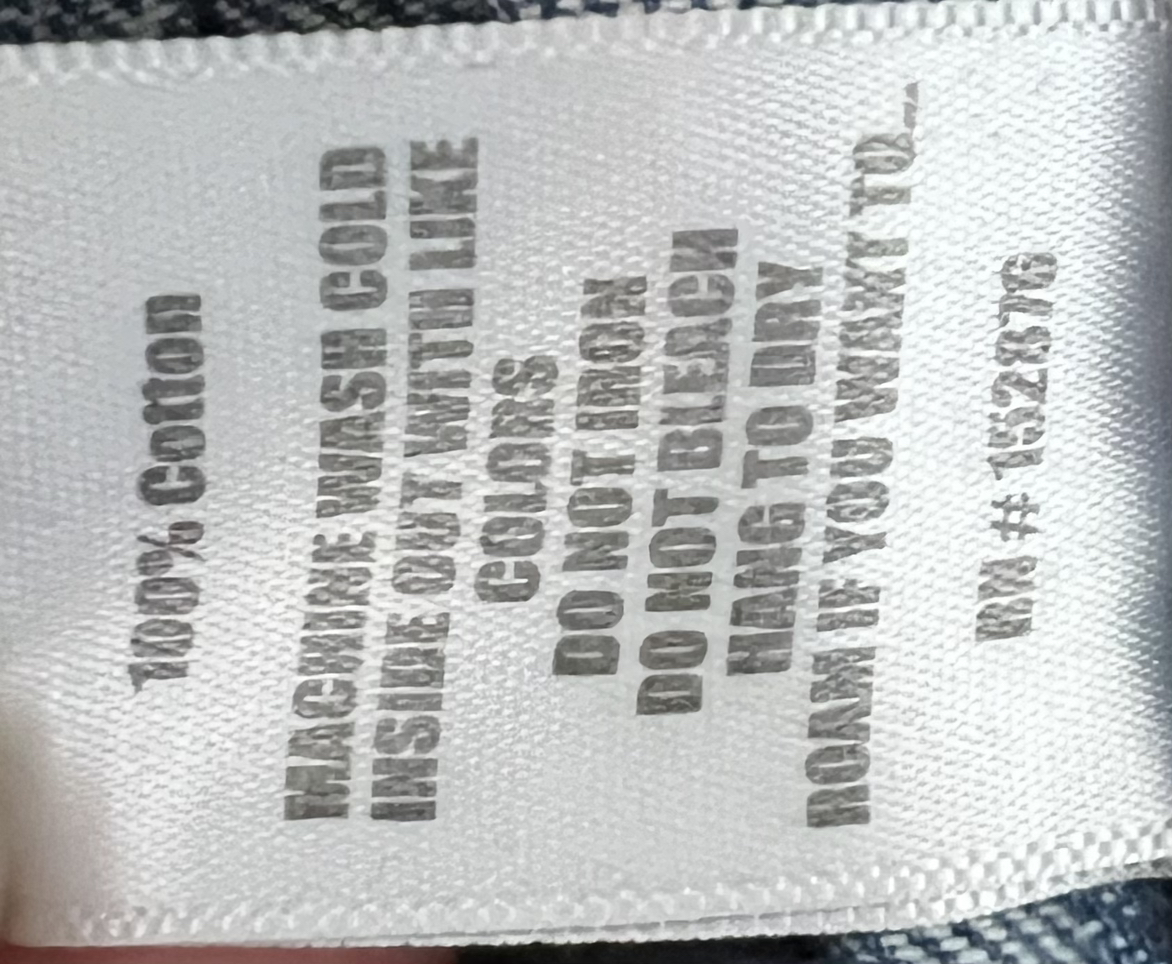 100% Cotton
MACHINE WASH COLD
INSIDE OUT WITH LIKE
COLORS
DO NOT IRON
DO NOT BLEACH
HANG TO DRY
ROAM IF YOU WANT TO...
RN # 152876